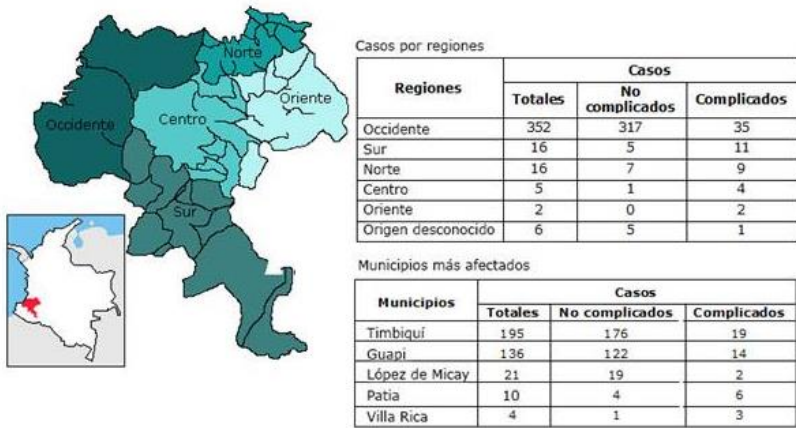 Norte
Oriente
Occidente
Centro
Sur
Casos por regiones
Regiones Casos
Totales No complicados Complicados
Occidente 352 317 35
Sur 16 5 11
Norte 16 7 9
Centro 5 1 4
Oriente 2 0 2
Origen desconocido 6 5 1
Municipios más afectados
Municipios Casos
Totales No complicados Complicados
Timbiquí 195 176 19
Guapi 136 122 14
López de Micay 21 19 2
Patia 10 4 6
Villa Rica 4 1 3